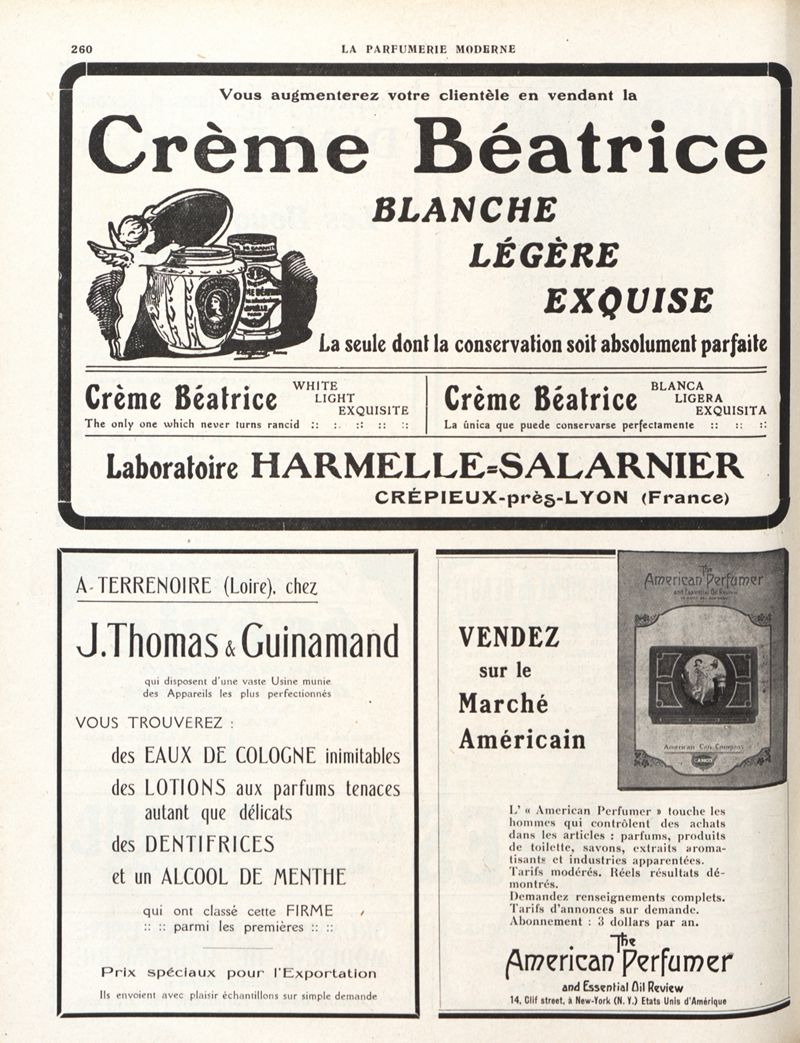 260
LA PARFUMERIE MODERNE
Vous augmenterez votre clientèle en vendant la
Crème Béatrice
BLANCHE
LÉGÈRE
EXQUISE
La seule dont la conservation soit absolument parfaite
Crème Béatrice
WHITE
LIGHT
EXQUISITE
The only one which never turns rancid :: :: :: :: ::
Crème Béatrice
BLANCA
LIGERA
EXQUISITA
La única que puede conservarse perfectamente :: :: ::
Laboratoire HARMELLE=SALARNIER
CRÉPIEUX-près-LYON (France)
A TERRENOIRE (Loire), chez
J. Thomas & Guinamand
qui disposent d'une vaste Usine munie
des Appareils les plus perfectionnés
VOUS TROUVEREZ :
des EAUX DE COLOGNE inimitables
des LOTIONS aux parfums tenaces
autant que délicats
des DENTIFRICES
et un ALCOOL DE MENTHE
qui ont classé cette FIRME
:: :: parmi les premières :: ::
Prix spéciaux pour l'Exportation
Ils envoient avec plaisir échantillons sur simple demande
VENDEZ
sur le
Marché
Américain
The
American Perfumer
and Essential Oil Review
American Can Company
CANCO
L' « American Perfumer » touche les
hommes qui contrôlent des achats
dans les articles : parfums, produits
de toilette, savons, extraits aroma-
tisants et industries apparentées.
Tarifs modérés. Réels résultats dé-
montrés.
Demandez renseignements complets.
Tarifs d'annonces sur demande.
Abonnement : 3 dollars par an.
The
American Perfumer
and Essential Oil Review
14, Clif street, à New-York (N. Y.) Etats Unis d'Amérique